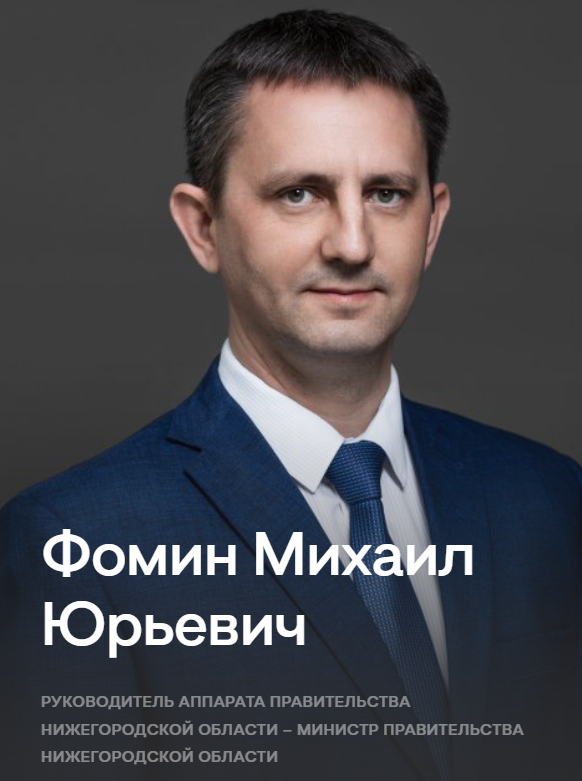 Фомин Михаил
Юрьевич
РУКОВОДИТЕЛЬ АППАРАТА ПРАВИТЕЛЬСТВА
НИЖЕГОРОДСКОЙ ОБЛАСТИ – МИНИСТР ПРАВИТЕЛЬСТВА
НИЖЕГОРОДСКОЙ ОБЛАСТИ